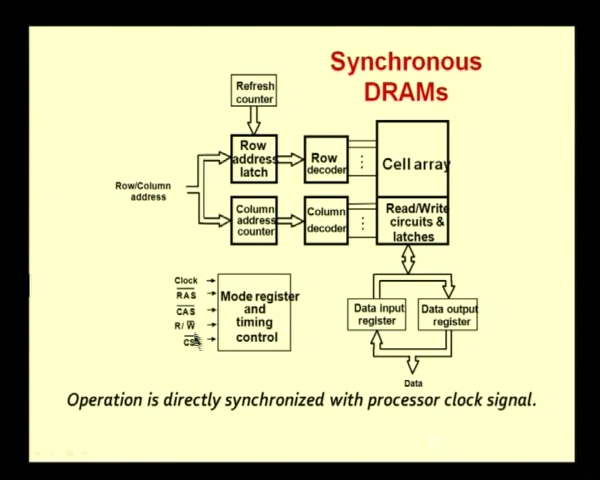 Synchronous
DRAMs
Refresh
counter
Row
address
latch
Row
decoder
Cell array
Row/Column
address
Column
address
counter
Column
decoder
Read/Write
circuits &
latches
Clock
RAS
CAS
R/ W
CS
Mode register
and
timing
control
Data input
register
Data output
register
Data
Operation is directly synchronized with processor clock signal.